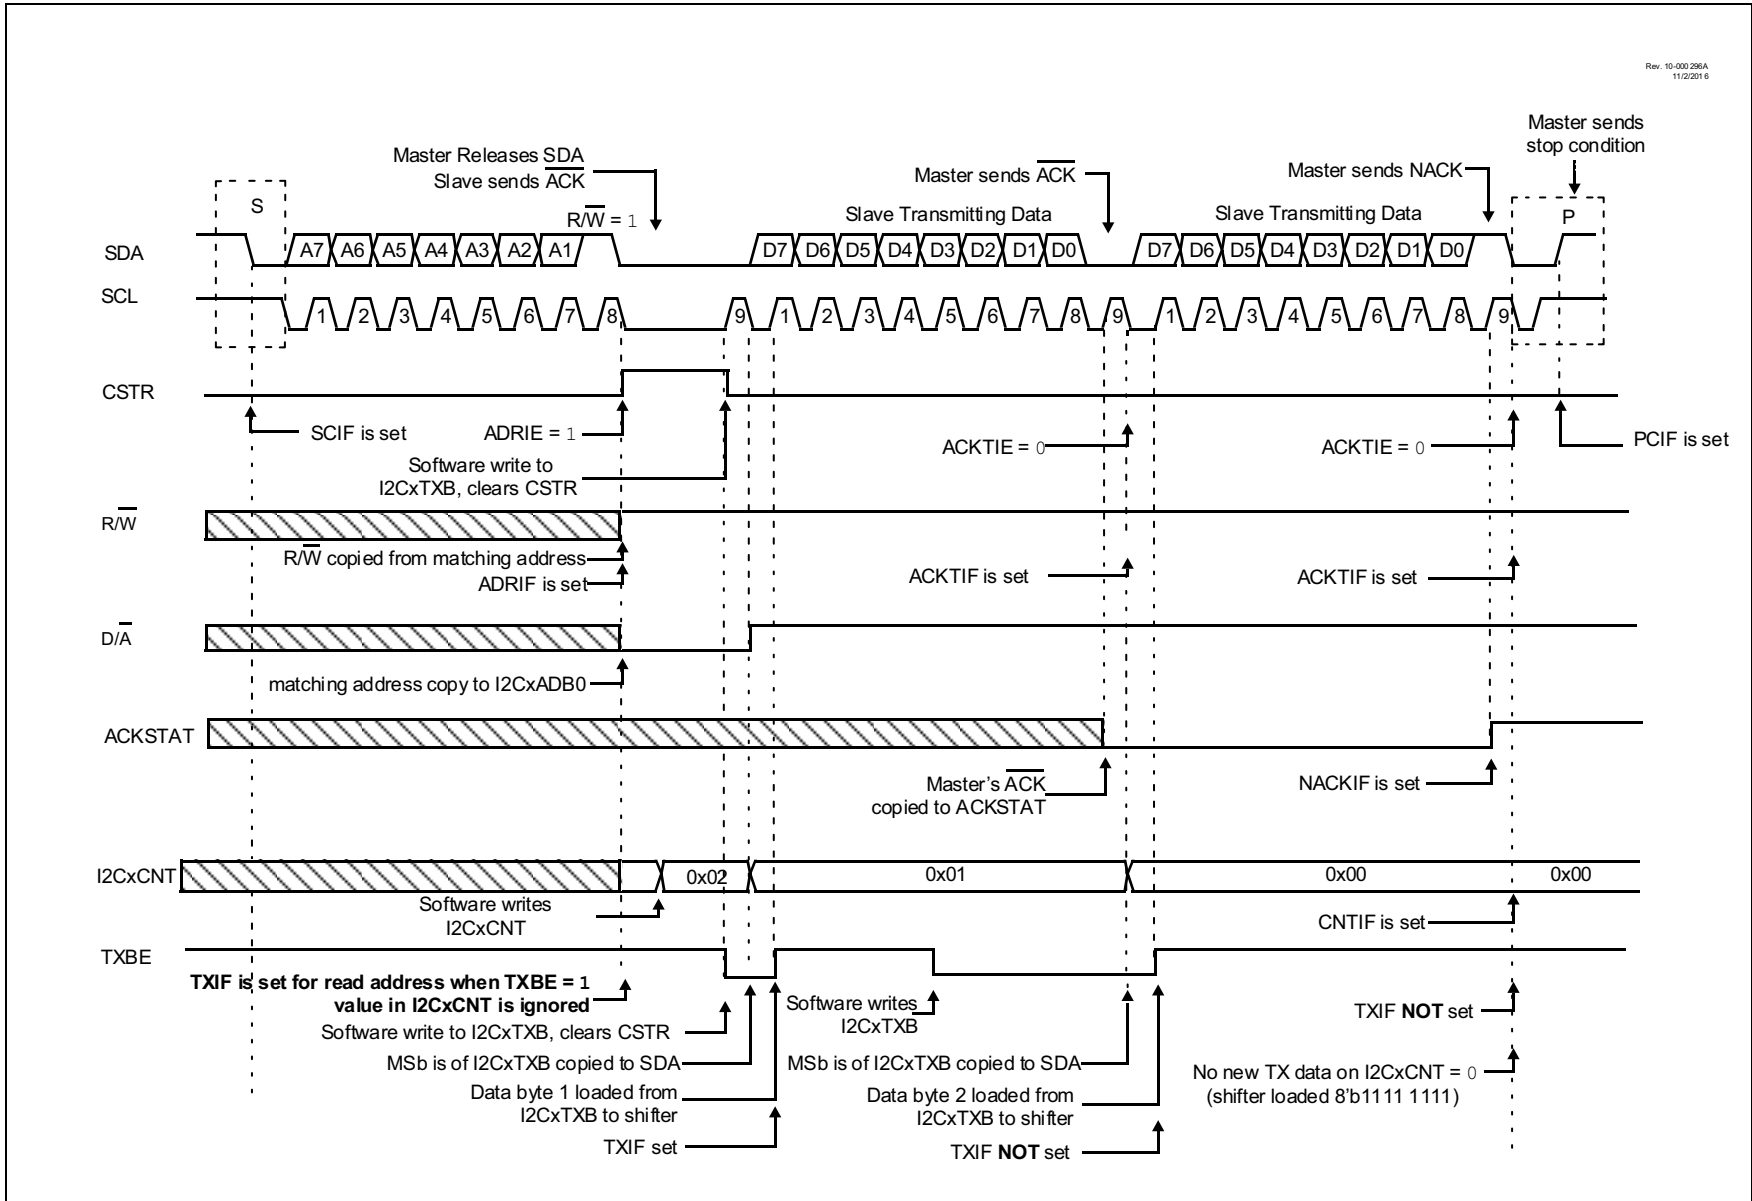 Rev. 10-000 296A
11/2/201 6
Master sends
stop condition
Master Releases SDA
Slave sends A̅C̅K̅
Master sends A̅C̅K̅
Master sends NACK
S
R/W̅ = 1
Slave Transmitting Data
Slave Transmitting Data
P
SDA
A7 A6 A5 A4 A3 A2 A1
D7 D6 D5 D4 D3 D2 D1 D0
D7 D6 D5 D4 D3 D2 D1 D0
SCL
1 2 3 4 5 6 7 8 9
1 2 3 4 5 6 7 8 9
1 2 3 4 5 6 7 8 9
CSTR
SCIF is set
ADRIE = 1
ACKTIE = 0
ACKTIE = 0
PCIF is set
Software write to
I2CxTXB, clears CSTR
R/W̅
R/W̅ copied from matching address
ADRIF is set
ACKTIF is set
ACKTIF is set
D/A̅
matching address copy to I2CxADB0
ACKSTAT
Master's A̅C̅K̅
copied to ACKSTAT
NACKIF is set
I2CxCNT
0x02
0x01
0x00
0x00
Software writes
I2CxCNT
CNTIF is set
TXBE
TXIF is set for read address when TXBE = 1
value in I2CxCNT is ignored
Software writes
I2CxTXB
TXIF NOT set
Software write to I2CxTXB, clears CSTR
MSb is of I2CxTXB copied to SDA
MSb is of I2CxTXB copied to SDA
No new TX data on I2CxCNT = 0
(shifter loaded 8'b1111 1111)
Data byte 1 loaded from
I2CxTXB to shifter
Data byte 2 loaded from
I2CxTXB to shifter
TXIF set
TXIF NOT set